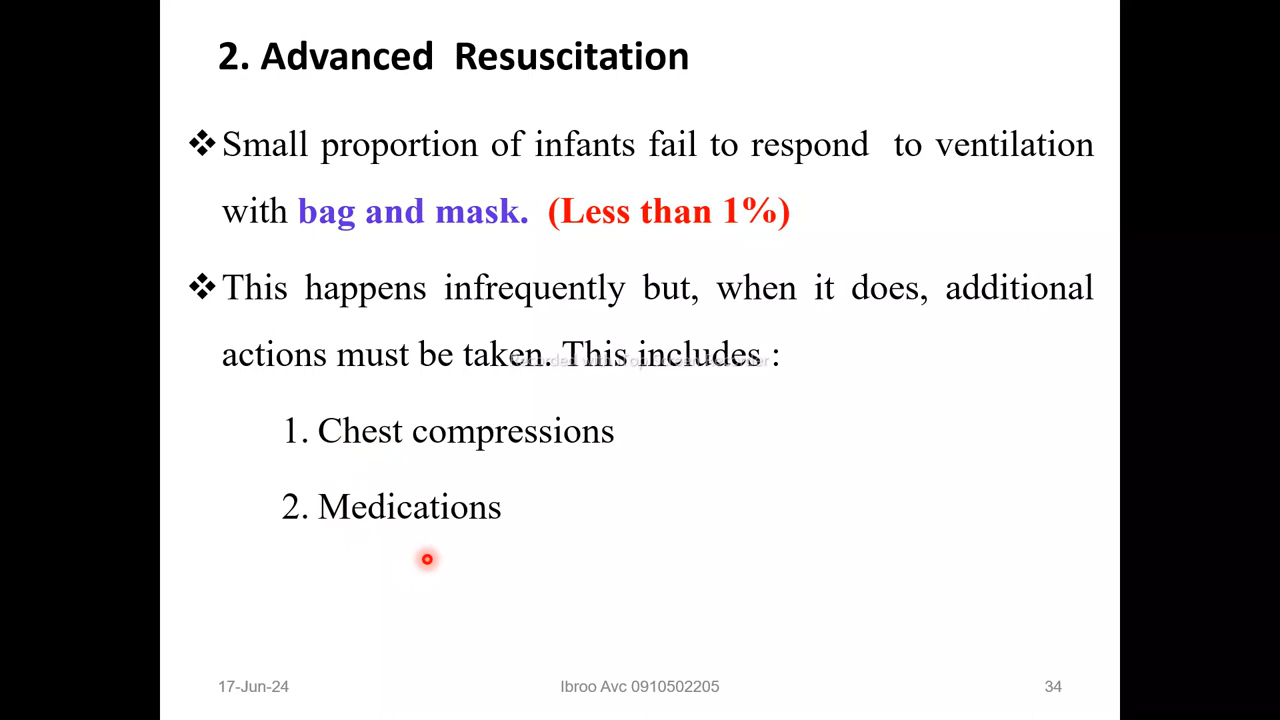 2. Advanced Resuscitation
❖Small proportion of infants fail to respond to ventilation
with bag and mask. (Less than 1%)
❖This happens infrequently but, when it does, additional
actions must be taken. This includes :
1. Chest compressions
2. Medications
17-Jun-24
Ibroo Avc 0910502205
34